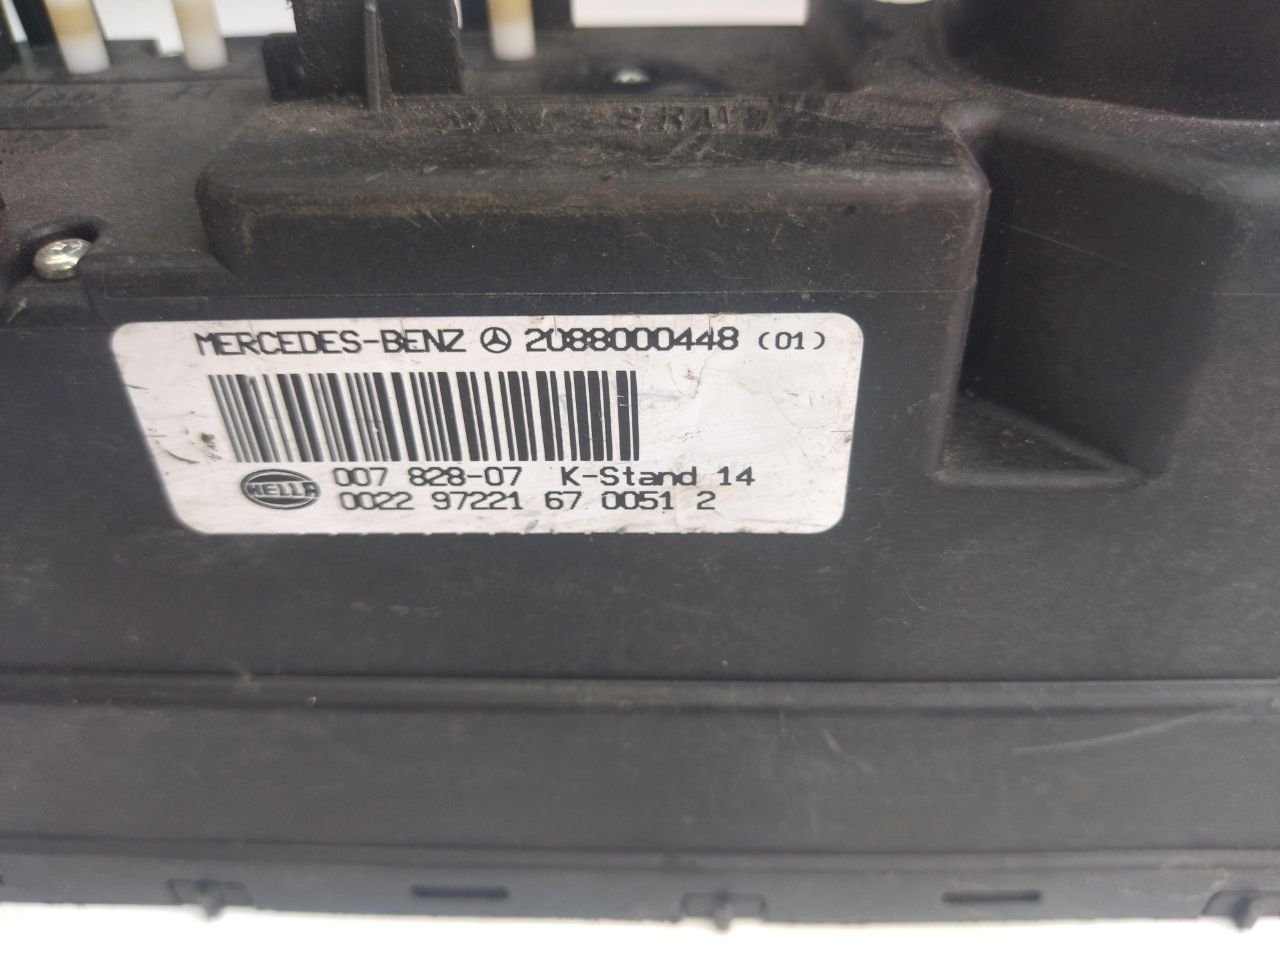 MERCEDES-BENZ 2088000448 (01)
HELLA
007 828-07 K-Stand 14
0022 97221 67 0051 2